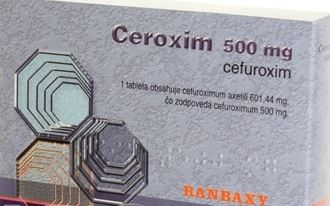 Ceroxim 500 mg
cefuroxim
1 tableta obsahuje cefuroximum axetili 601,44 mg,
čo zodpovedá cefuroximum 500 mg.
RANBAXY